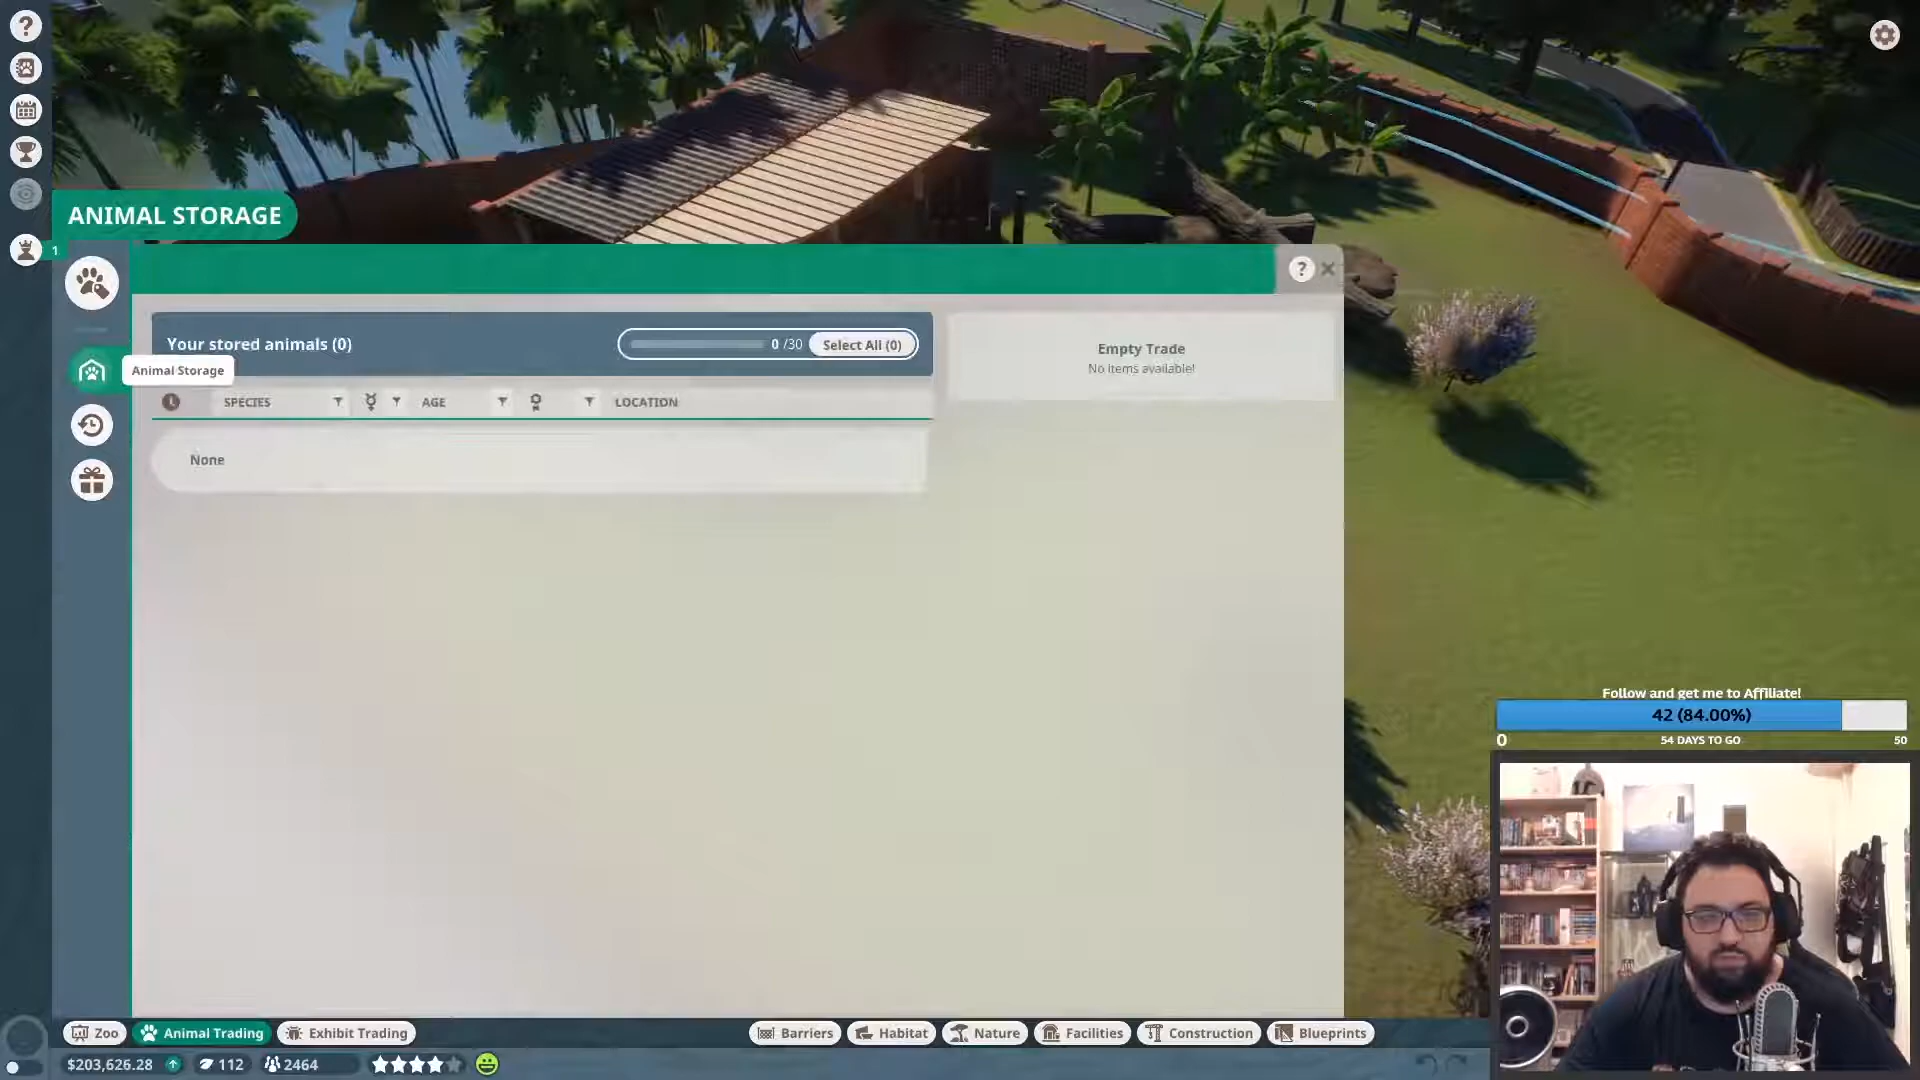 ANIMAL STORAGE
1
?
Your stored animals (0)
0 /30
Select All (0)
Empty Trade
No items available!
Animal Storage
SPECIES
AGE
LOCATION
None
Follow and get me to Affiliate!
42 (84.00%)
0
54 DAYS TO GO
50
Zoo
Animal Trading
Exhibit Trading
Barriers
Habitat
Nature
Facilities
Construction
Blueprints
$203,626.28
112
2464